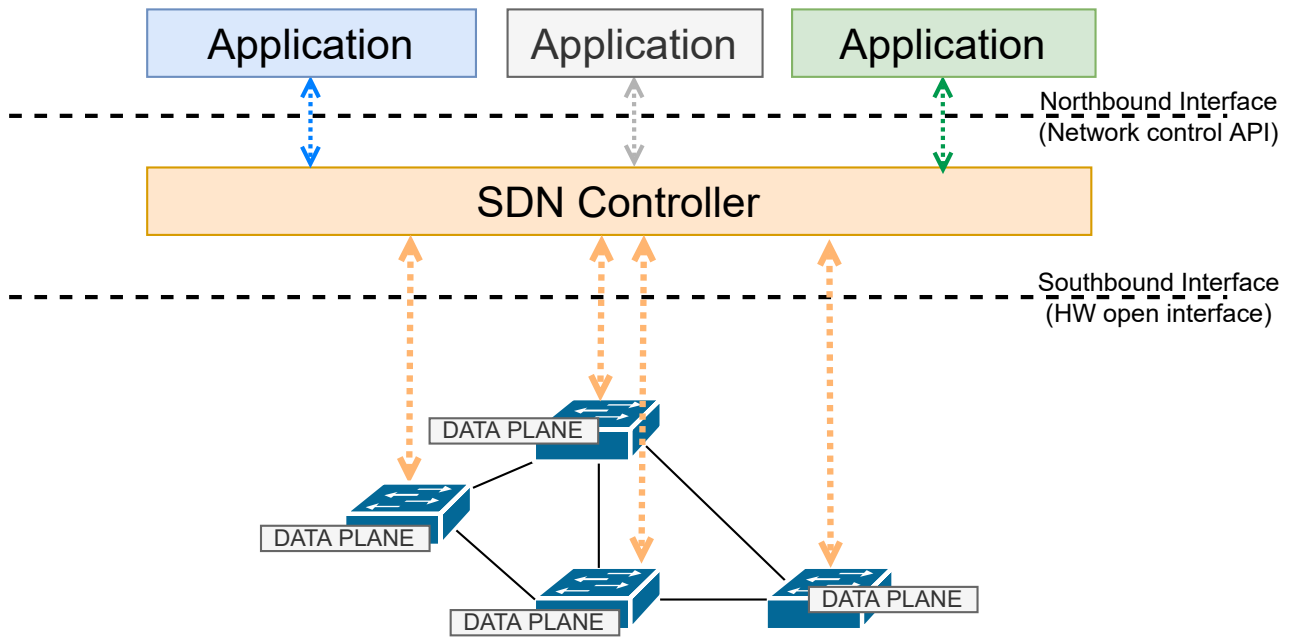 Application
Application
Application
Northbound Interface
(Network control API)
SDN Controller
Southbound Interface
(HW open interface)
DATA PLANE
DATA PLANE
DATA PLANE
DATA PLANE